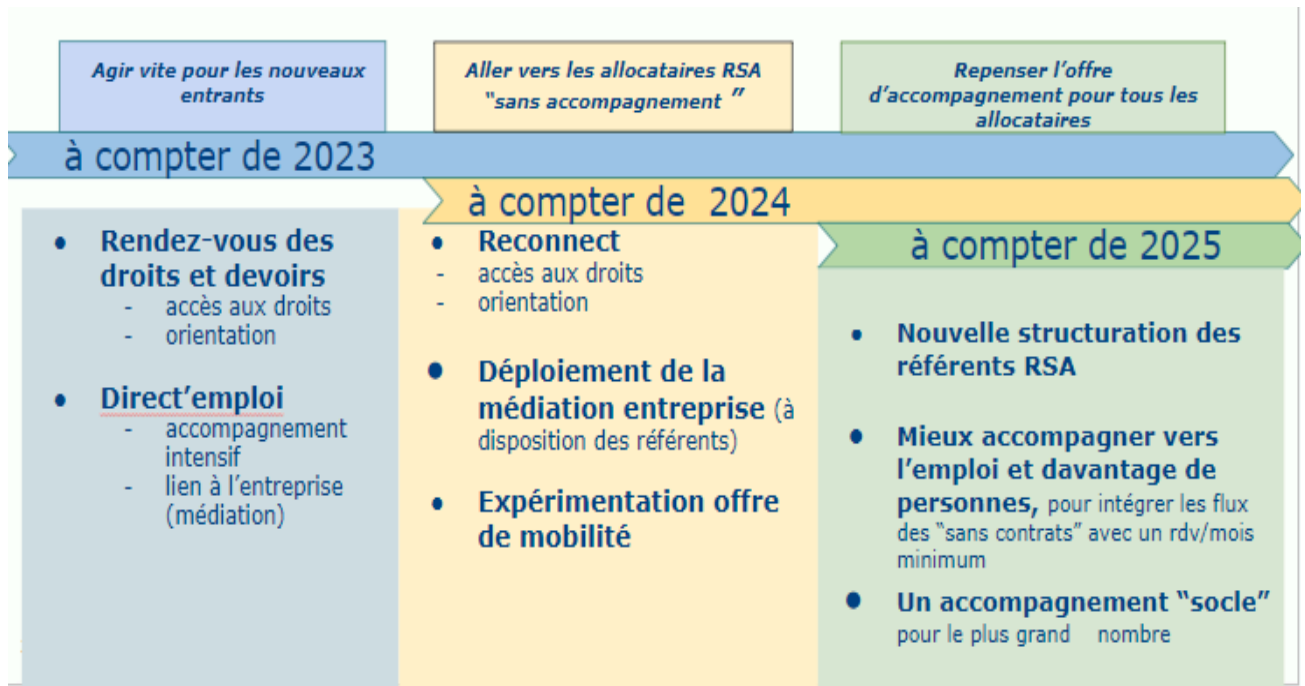 Agir vite pour les nouveaux
entrants
Aller vers les allocataires RSA
“sans accompagnement ”
Repenser l’offre
d’accompagnement pour tous les
allocataires
à compter de 2023
à compter de 2024
à compter de 2025
• Rendez-vous des
droits et devoirs
- accès aux droits
- orientation
• Direct’emploi
- accompagnement
intensif
- lien à l’entreprise
(médiation)
• Reconnect
- accès aux droits
- orientation
• Déploiement de la
médiation entreprise (à
disposition des référents)
• Expérimentation offre
de mobilité
• Nouvelle structuration des
référents RSA
• Mieux accompagner vers
l’emploi et davantage de
personnes, pour intégrer les flux
des “sans contrats” avec un rdv/mois
minimum
• Un accompagnement “socle”
pour le plus grand nombre